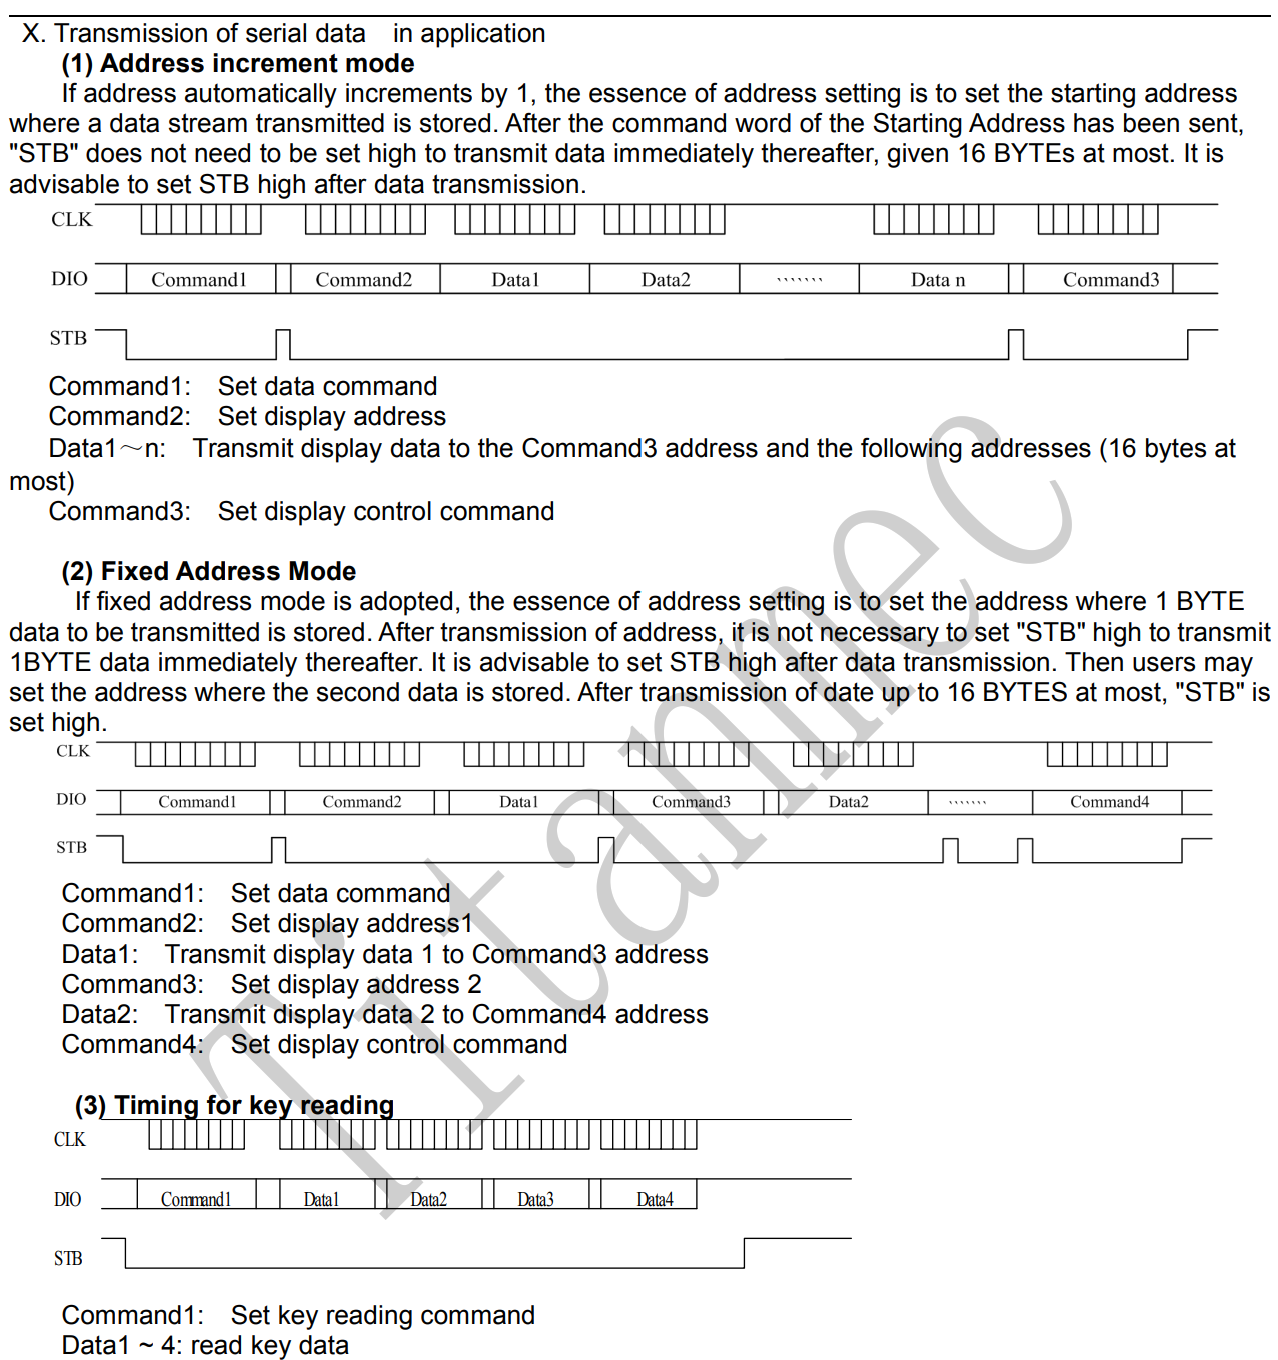 X. Transmission of serial data in application
(1) Address increment mode
If address automatically increments by 1, the essence of address setting is to set the starting address
where a data stream transmitted is stored. After the command word of the Starting Address has been sent,
"STB" does not need to be set high to transmit data immediately thereafter, given 16 BYTEs at most. It is
advisable to set STB high after data transmission.
CLK
DIO Command1 Command2 Data1 Data2 ······· Data n Command3
STB
Command1: Set data command
Command2: Set display address
Data1～n: Transmit display data to the Command3 address and the following addresses (16 bytes at
most)
Command3: Set display control command
(2) Fixed Address Mode
If fixed address mode is adopted, the essence of address setting is to set the address where 1 BYTE
data to be transmitted is stored. After transmission of address, it is not necessary to set "STB" high to transmit
1BYTE data immediately thereafter. It is advisable to set STB high after data transmission. Then users may
set the address where the second data is stored. After transmission of date up to 16 BYTES at most, "STB" is
set high.
CLK
DIO Command1 Command2 Data1 Command3 Data2 ······· Command4
STB
Command1: Set data command
Command2: Set display address1
Data1: Transmit display data 1 to Command3 address
Command3: Set display address 2
Data2: Transmit display data 2 to Command4 address
Command4: Set display control command
(3) Timing for key reading
CLK
DIO Command1 Data1 Data2 Data3 Data4
STB
Command1: Set key reading command
Data1 ~ 4: read key data
Titanmec